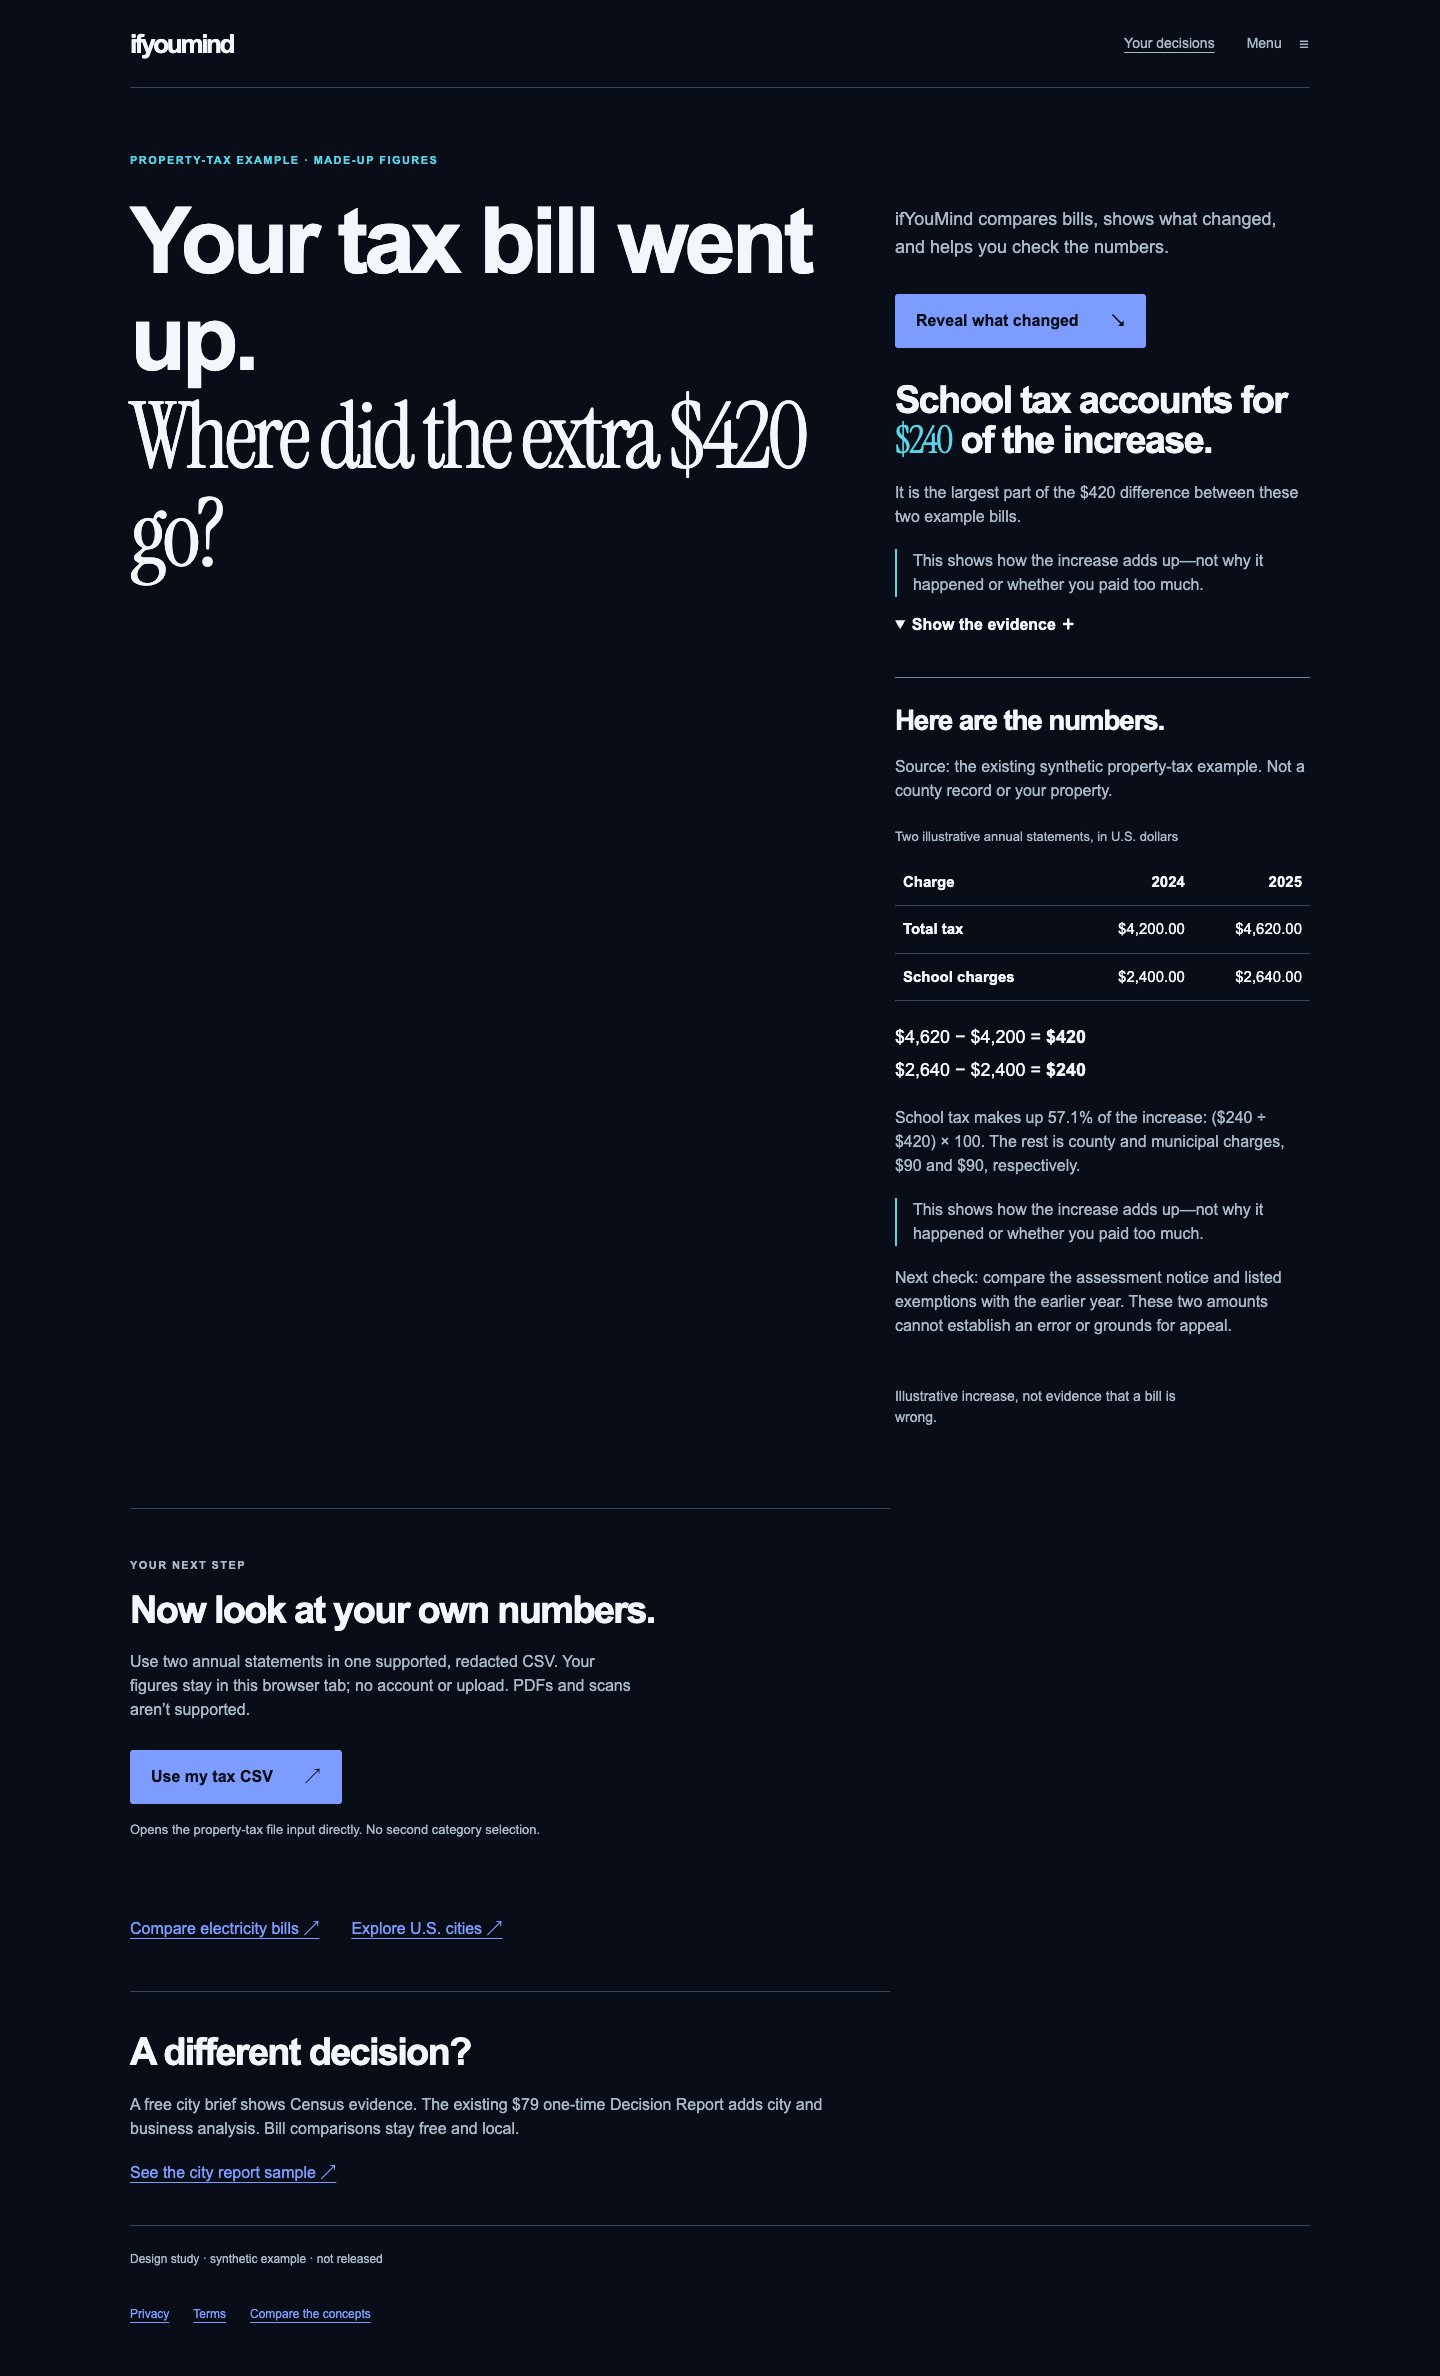 ifyoumind
Your decisions
Menu ≡
PROPERTY-TAX EXAMPLE · MADE-UP FIGURES
Your tax bill went
up.
Where did the extra $420
go?
ifYouMind compares bills, shows what changed,
and helps you check the numbers.
Reveal what changed ↘
School tax accounts for
$240 of the increase.
It is the largest part of the $420 difference between these
two example bills.
This shows how the increase adds up—not why it
happened or whether you paid too much.
▼ Show the evidence +
Here are the numbers.
Source: the existing synthetic property-tax example. Not a
county record or your property.
Two illustrative annual statements, in U.S. dollars
Charge 2024 2025
Total tax $4,200.00 $4,620.00
School charges $2,400.00 $2,640.00
$4,620 − $4,200 = $420
$2,640 − $2,400 = $240
School tax makes up 57.1% of the increase: ($240 ÷
$420) × 100. The rest is county and municipal charges,
$90 and $90, respectively.
This shows how the increase adds up—not why it
happened or whether you paid too much.
Next check: compare the assessment notice and listed
exemptions with the earlier year. These two amounts
cannot establish an error or grounds for appeal.
Illustrative increase, not evidence that a bill is
wrong.
YOUR NEXT STEP
Now look at your own numbers.
Use two annual statements in one supported, redacted CSV. Your
figures stay in this browser tab; no account or upload. PDFs and scans
aren’t supported.
Use my tax CSV ↗
Opens the property-tax file input directly. No second category selection.
Compare electricity bills ↗ Explore U.S. cities ↗
A different decision?
A free city brief shows Census evidence. The existing $79 one-time Decision Report adds city and
business analysis. Bill comparisons stay free and local.
See the city report sample ↗
Design study · synthetic example · not released
Privacy Terms Compare the concepts